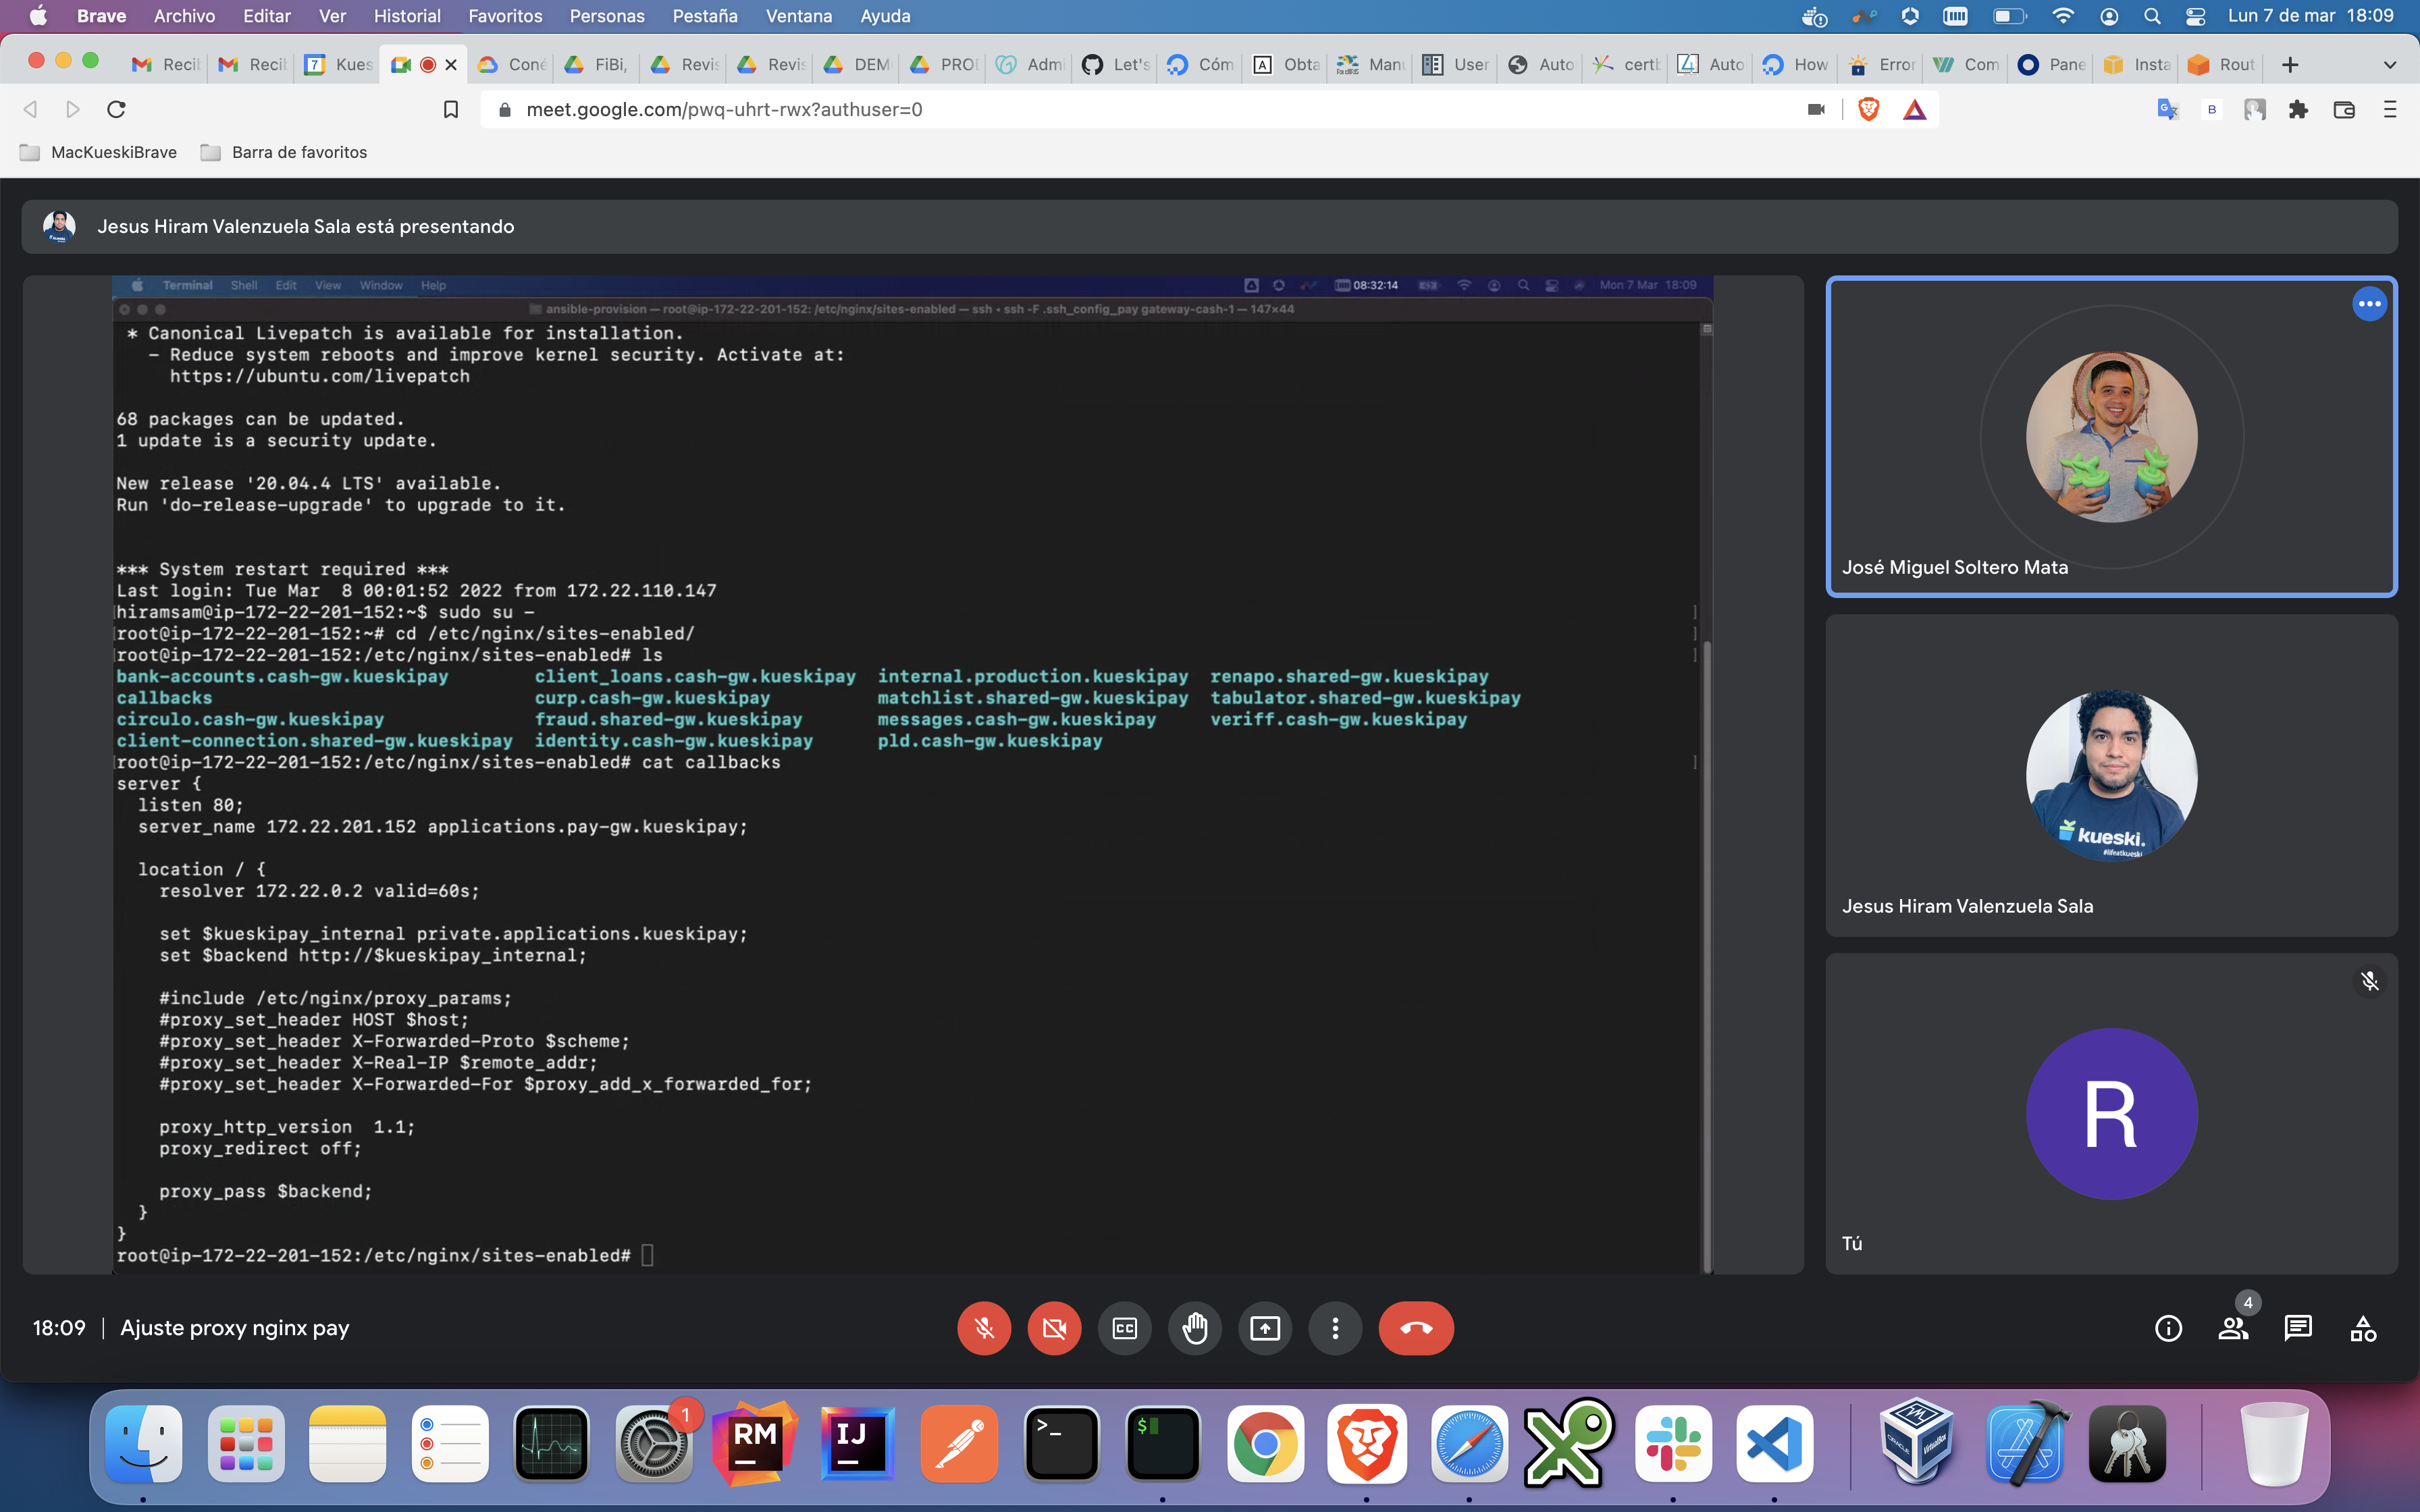 Brave Archivo Editar Ver Historial Favoritos Personas Pestaña Ventana Ayuda Lun 7 de mar 18:09
Recib Recib Kues Coné FiBi, Revis Revis DEM PROD Admi Let's Cóm Obta Manu User Auto certb Auto How Error Com Pane Insta Rout
meet.google.com/pwq-uhrt-rwx?authuser=0
MacKueskiBrave Barra de favoritos
Jesus Hiram Valenzuela Sala está presentando
Terminal Shell Edit View Window Help 08:32:14 Mon 7 Mar 18:09
ansible-provision — root@ip-172-22-201-152: /etc/nginx/sites-enabled — ssh ‹ ssh -F .ssh_config_pay gateway-cash-1 — 147×44
* Canonical Livepatch is available for installation.
- Reduce system reboots and improve kernel security. Activate at:
https://ubuntu.com/livepatch
68 packages can be updated.
1 update is a security update.
New release '20.04.4 LTS' available.
Run 'do-release-upgrade' to upgrade to it.
*** System restart required ***
Last login: Tue Mar  8 00:01:52 2022 from 172.22.110.147
[hiramsam@ip-172-22-201-152:~$ sudo su - ]
[root@ip-172-22-201-152:~# cd /etc/nginx/sites-enabled/ ]
[root@ip-172-22-201-152:/etc/nginx/sites-enabled# ls ]
bank-accounts.cash-gw.kueskipay client_loans.cash-gw.kueskipay internal.production.kueskipay renapo.shared-gw.kueskipay
callbacks curp.cash-gw.kueskipay matchlist.shared-gw.kueskipay tabulator.shared-gw.kueskipay
circulo.cash-gw.kueskipay fraud.shared-gw.kueskipay messages.cash-gw.kueskipay veriff.cash-gw.kueskipay
client-connection.shared-gw.kueskipay identity.cash-gw.kueskipay pld.cash-gw.kueskipay
[root@ip-172-22-201-152:/etc/nginx/sites-enabled# cat callbacks ]
server {
listen 80;
server_name 172.22.201.152 applications.pay-gw.kueskipay;
location / {
resolver 172.22.0.2 valid=60s;
set $kueskipay_internal private.applications.kueskipay;
set $backend http://$kueskipay_internal;
#include /etc/nginx/proxy_params;
#proxy_set_header HOST $host;
#proxy_set_header X-Forwarded-Proto $scheme;
#proxy_set_header X-Real-IP $remote_addr;
#proxy_set_header X-Forwarded-For $proxy_add_x_forwarded_for;
proxy_http_version  1.1;
proxy_redirect off;
proxy_pass $backend;
}
}
root@ip-172-22-201-152:/etc/nginx/sites-enabled#
José Miguel Soltero Mata
kueski.
#lifeatkueski
Jesus Hiram Valenzuela Sala
R
Tú
18:09 | Ajuste proxy nginx pay
4
1
RM
IJ